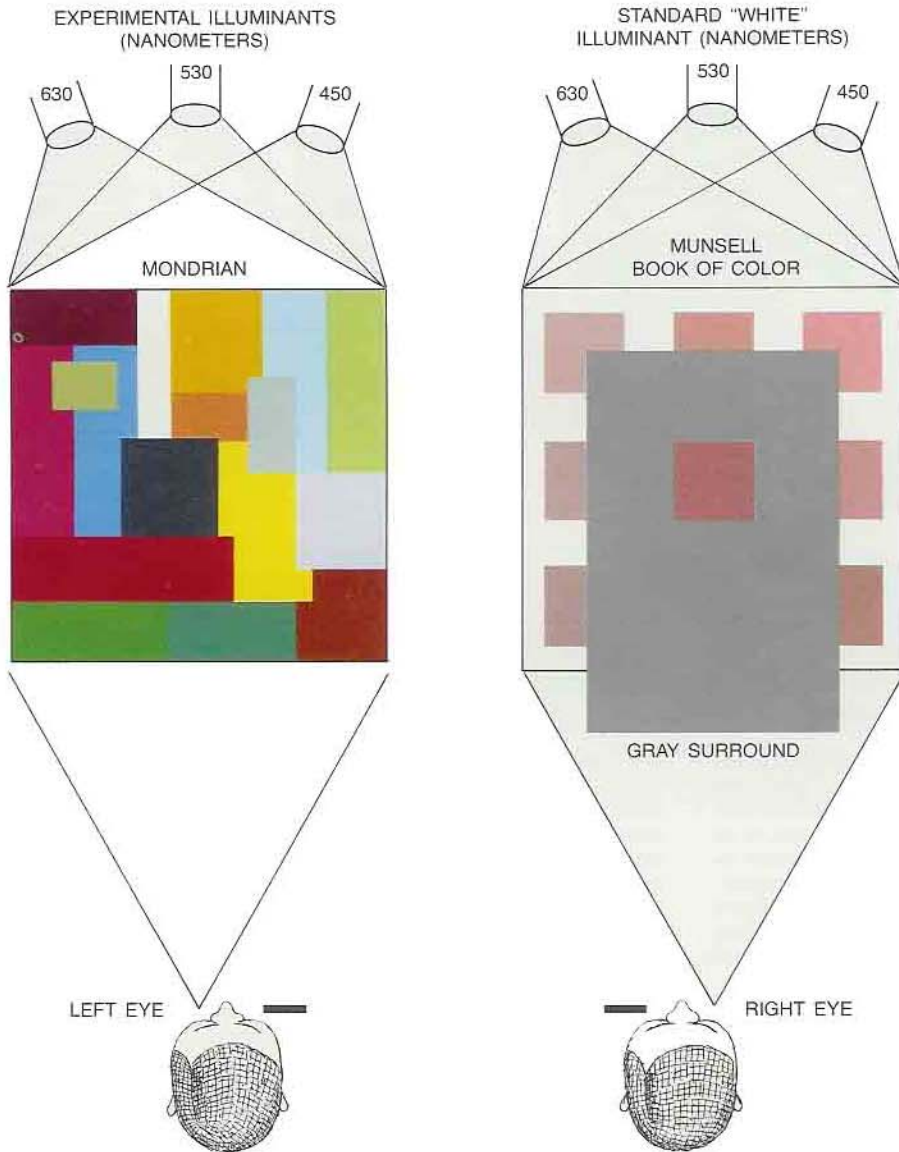 EXPERIMENTAL ILLUMINANTS
(NANOMETERS)
630
530
450
MONDRIAN
LEFT EYE
STANDARD “WHITE”
ILLUMINANT (NANOMETERS)
630
530
450
MUNSELL
BOOK OF COLOR
GRAY SURROUND
RIGHT EYE